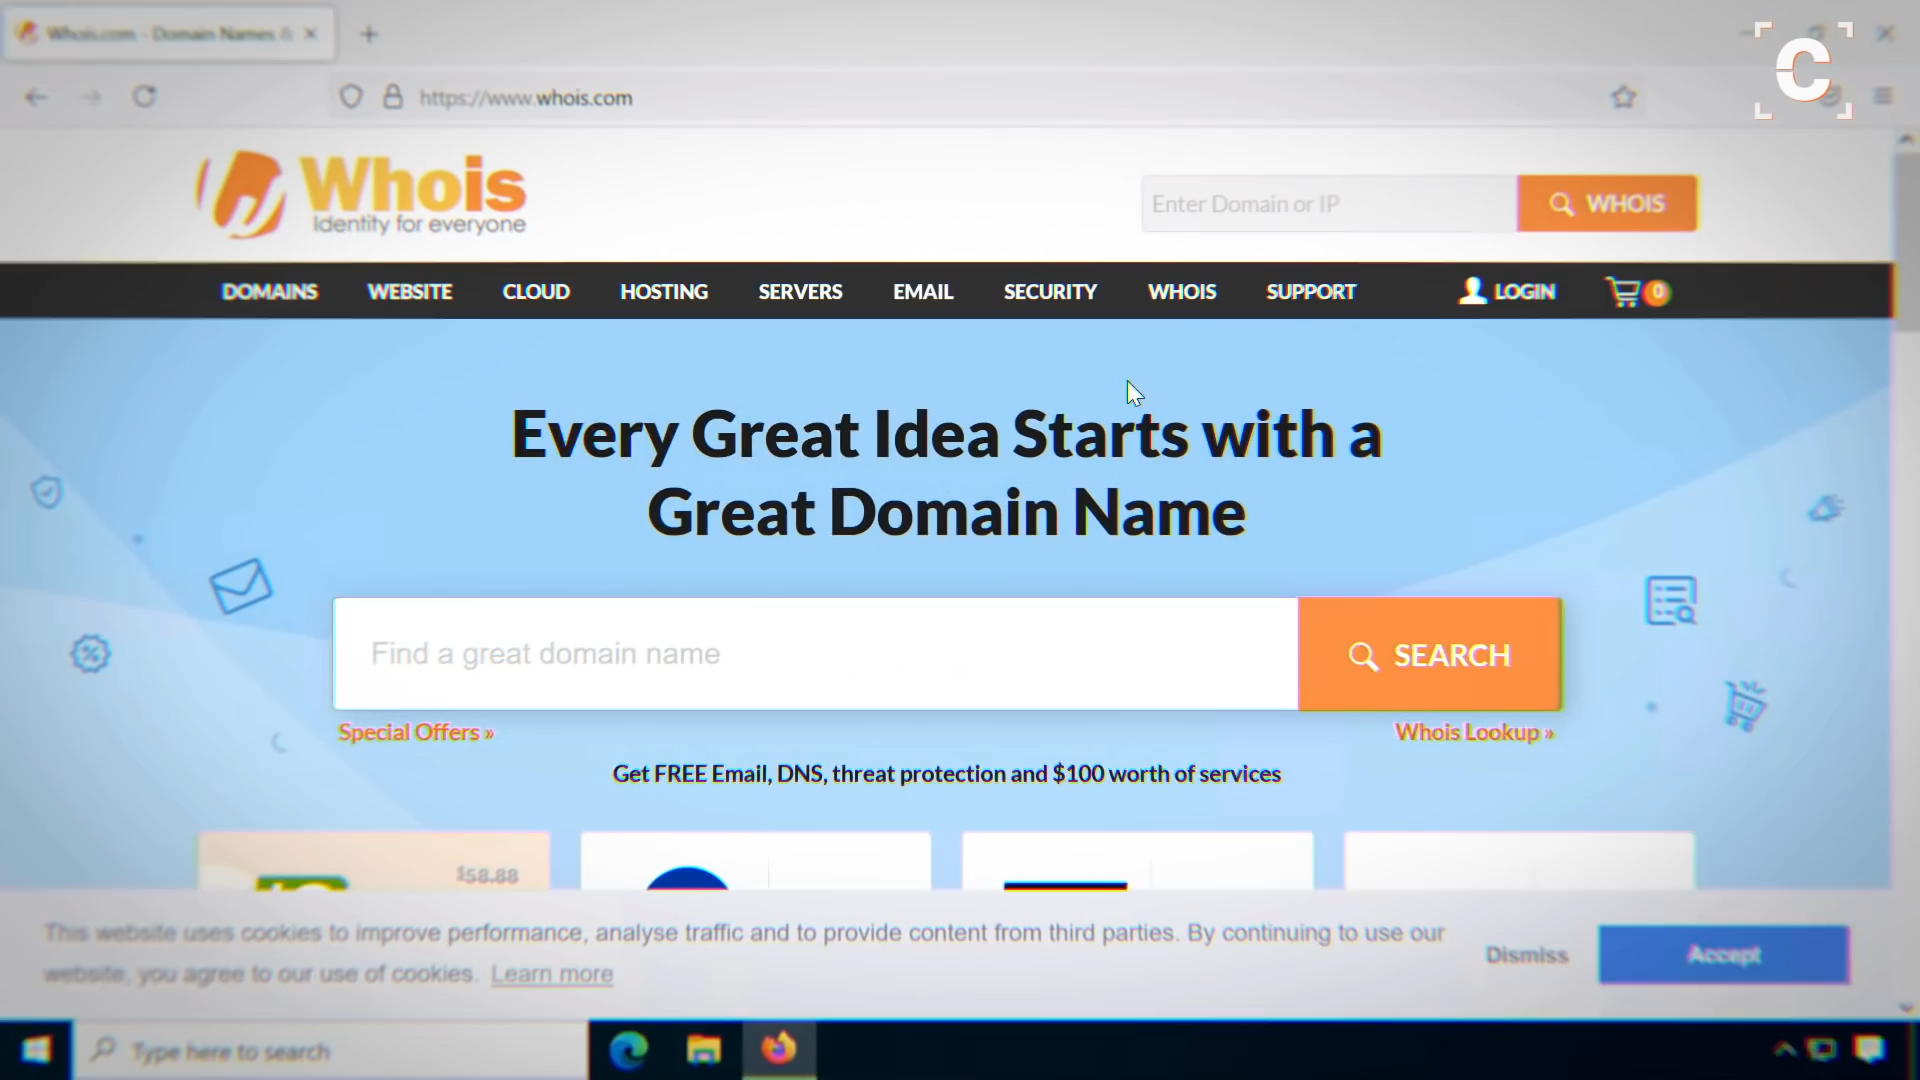 Whois.com - Domain Names &
https://www.whois.com
C
Whois
Identity for everyone
Enter Domain or IP
WHOIS
DOMAINS WEBSITE CLOUD HOSTING SERVERS EMAIL SECURITY WHOIS SUPPORT LOGIN 0
Every Great Idea Starts with a
Great Domain Name
Find a great domain name
SEARCH
Special Offers »
Whois Lookup »
Get FREE Email, DNS, threat protection and $100 worth of services
$58.88
This website uses cookies to improve performance, analyse traffic and to provide content from third parties. By continuing to use our
website, you agree to our use of cookies. Learn more
Dismiss
Accept
Type here to search